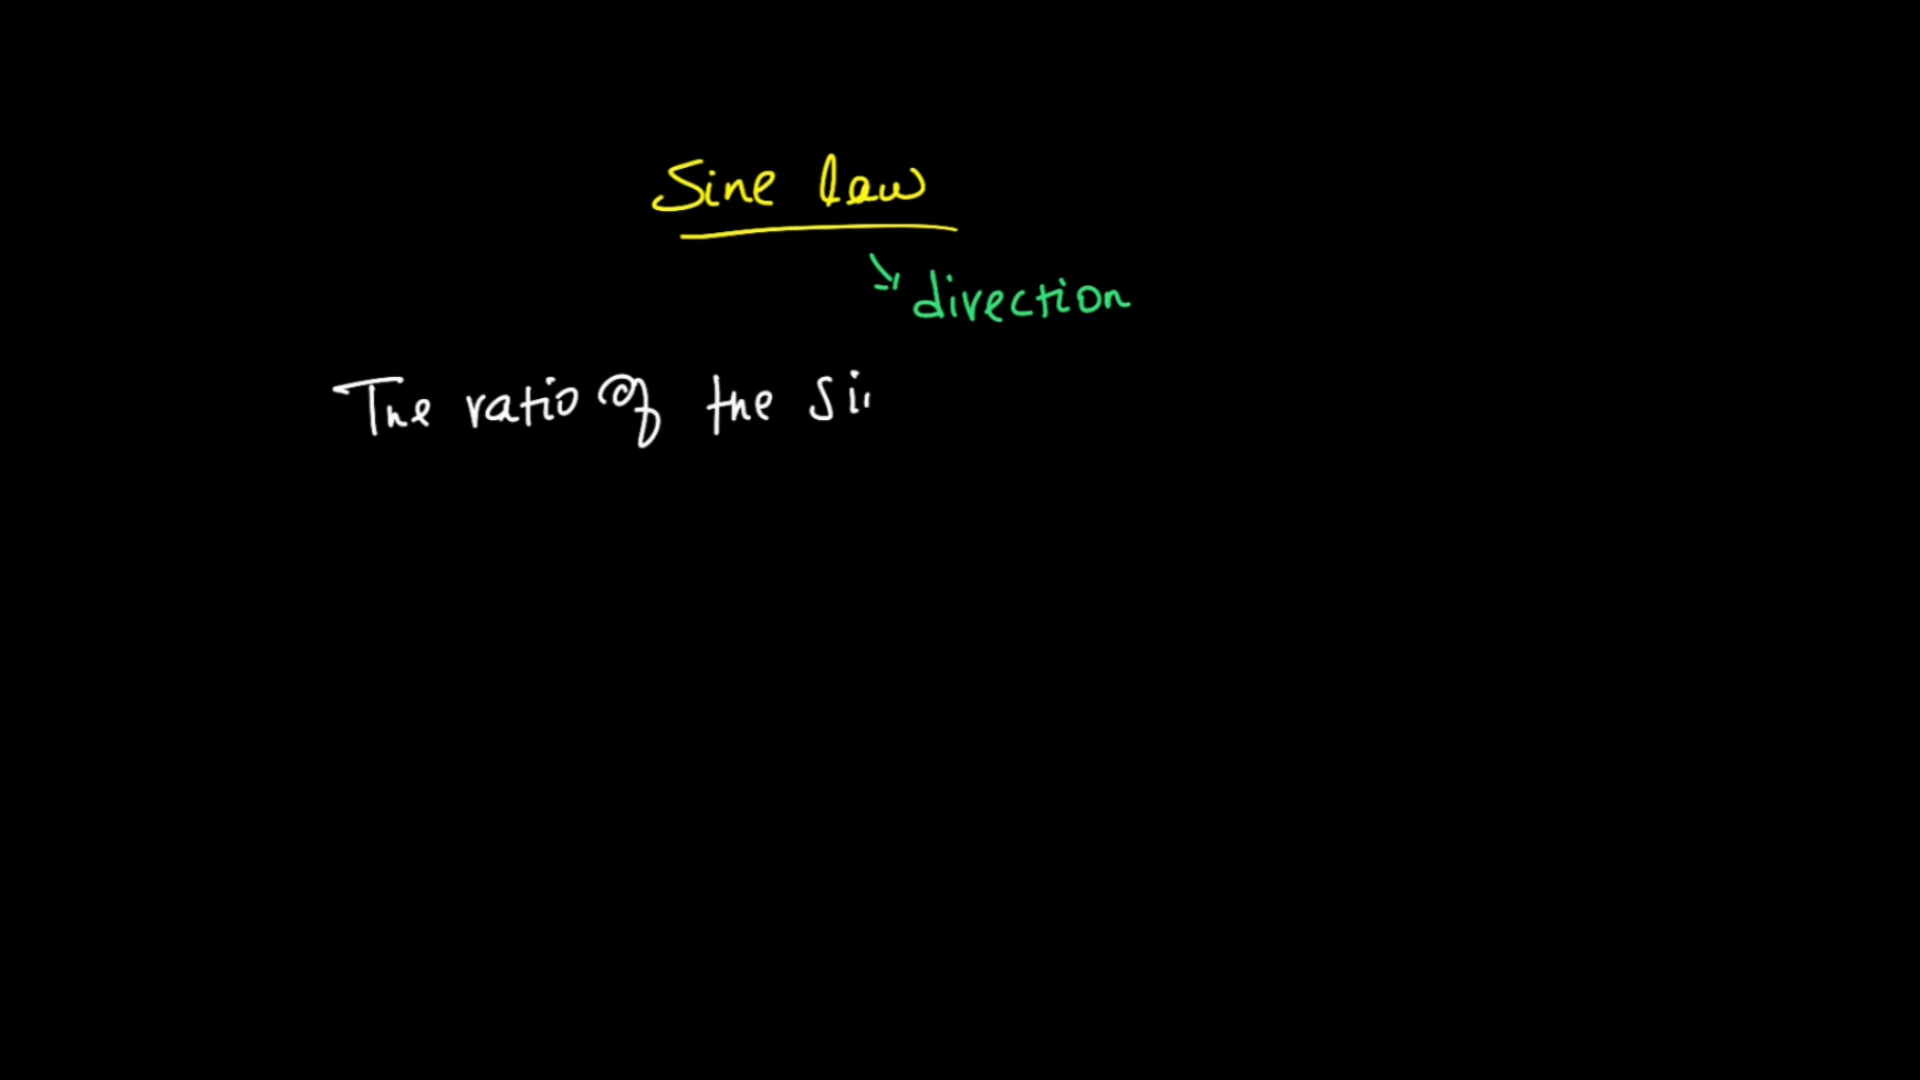 Sine law
direction
The ratio of the